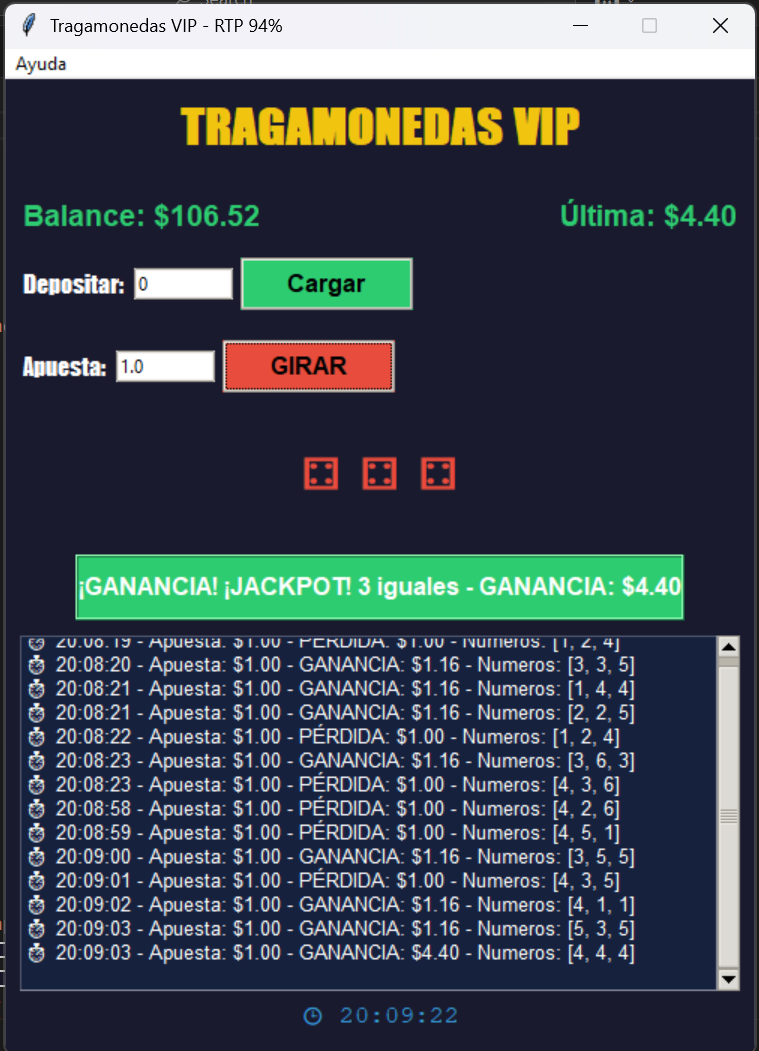 Tragamonedas VIP - RTP 94%
Ayuda
TRAGAMONEDAS VIP
Balance: $106.52 Última: $4.40
Depositar: 0 Cargar
Apuesta: 1.0 GIRAR
¡GANANCIA! ¡JACKPOT! 3 iguales - GANANCIA: $4.40
20:08:19 - Apuesta: $1.00 - PÉRDIDA: $1.00 - Numeros: [1, 2, 4]
20:08:20 - Apuesta: $1.00 - GANANCIA: $1.16 - Numeros: [3, 3, 5]
20:08:21 - Apuesta: $1.00 - GANANCIA: $1.16 - Numeros: [1, 4, 4]
20:08:21 - Apuesta: $1.00 - GANANCIA: $1.16 - Numeros: [2, 2, 5]
20:08:22 - Apuesta: $1.00 - PÉRDIDA: $1.00 - Numeros: [1, 2, 4]
20:08:23 - Apuesta: $1.00 - GANANCIA: $1.16 - Numeros: [3, 6, 3]
20:08:23 - Apuesta: $1.00 - PÉRDIDA: $1.00 - Numeros: [4, 3, 6]
20:08:58 - Apuesta: $1.00 - PÉRDIDA: $1.00 - Numeros: [4, 2, 6]
20:08:59 - Apuesta: $1.00 - PÉRDIDA: $1.00 - Numeros: [4, 5, 1]
20:09:00 - Apuesta: $1.00 - GANANCIA: $1.16 - Numeros: [3, 5, 5]
20:09:01 - Apuesta: $1.00 - PÉRDIDA: $1.00 - Numeros: [4, 3, 5]
20:09:02 - Apuesta: $1.00 - GANANCIA: $1.16 - Numeros: [4, 1, 1]
20:09:03 - Apuesta: $1.00 - GANANCIA: $1.16 - Numeros: [5, 3, 5]
20:09:03 - Apuesta: $1.00 - GANANCIA: $4.40 - Numeros: [4, 4, 4]
20:09:22